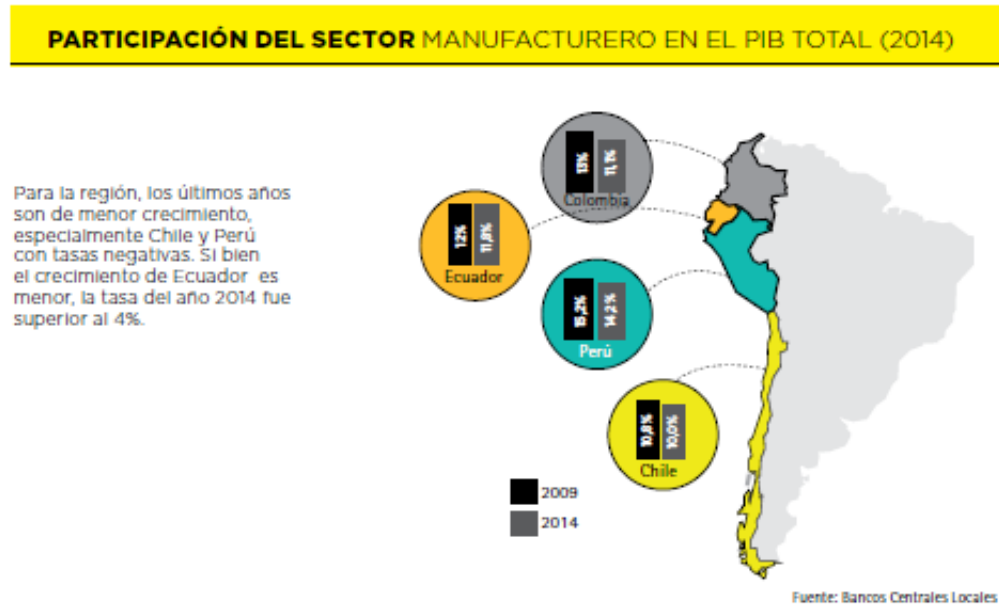 PARTICIPACIÓN DEL SECTOR MANUFACTURERO EN EL PIB TOTAL (2014)
Para la región, los últimos años
son de menor crecimiento,
especialmente Chile y Perú
con tasas negativas. Si bien
el crecimiento de Ecuador es
menor, la tasa del año 2014 fue
superior al 4%.
13%
11,1%
Colombia
12%
11,8%
Ecuador
15,2%
14,2%
Perú
10,8%
10,0%
Chile
2009
2014
Fuente: Bancos Centrales Locales